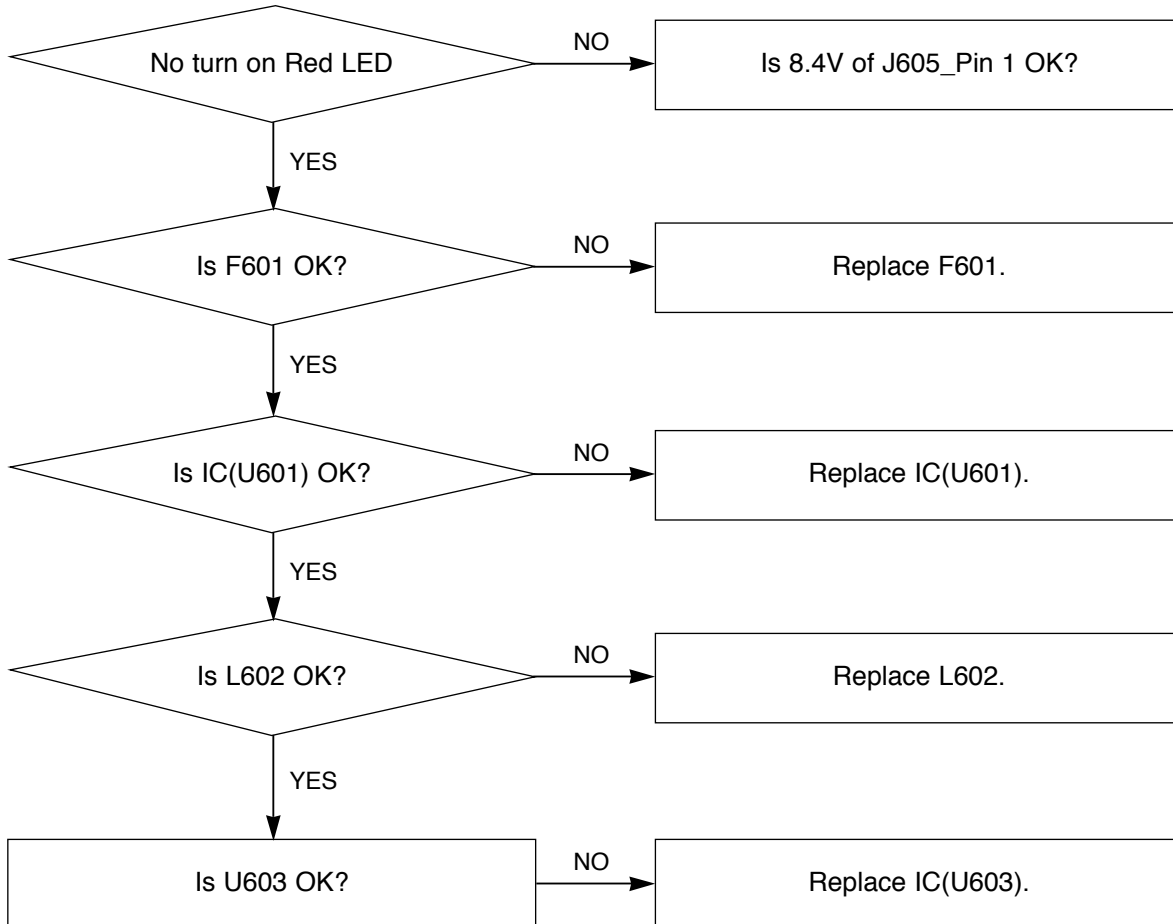 No turn on Red LED
NO
Is 8.4V of J605_Pin 1 OK?
YES
Is F601 OK?
NO
Replace F601.
YES
Is IC(U601) OK?
NO
Replace IC(U601).
YES
Is L602 OK?
NO
Replace L602.
YES
Is U603 OK?
NO
Replace IC(U603).